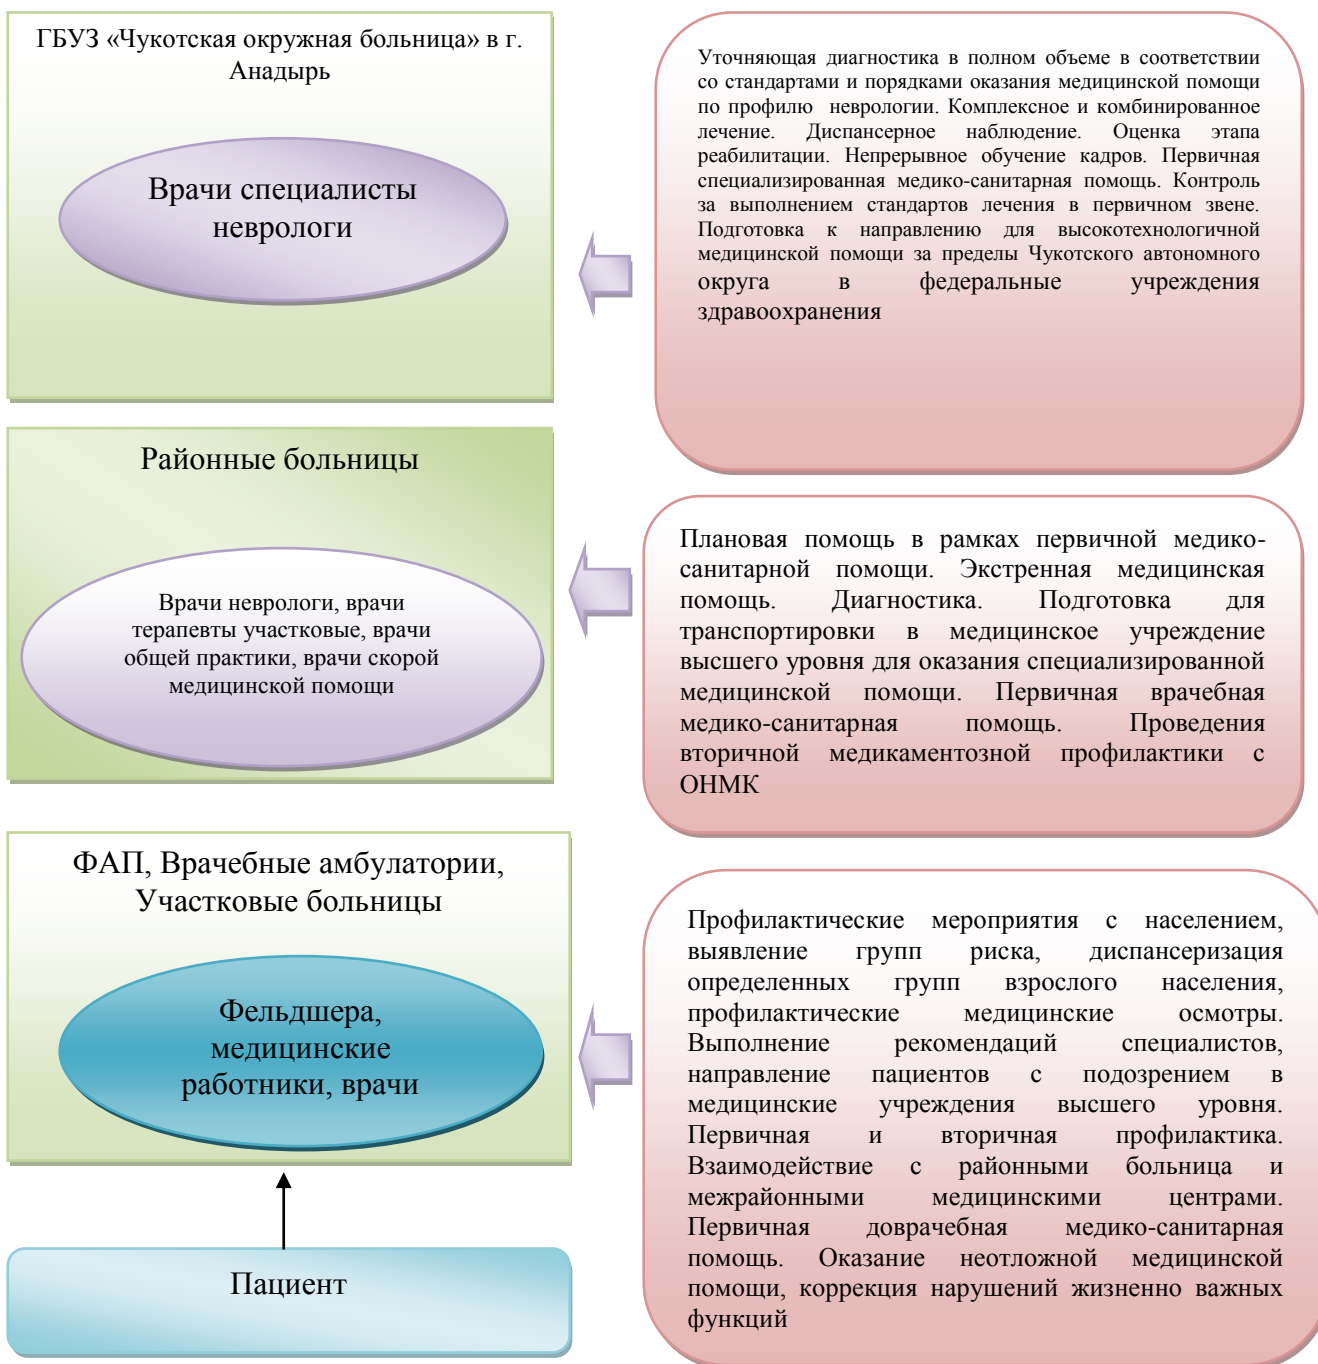 ГБУЗ «Чукотская окружная больница» в г.
Анадырь
Врачи специалисты
неврологи
Уточняющая диагностика в полном объеме в соответствии
со стандартами и порядками оказания медицинской помощи
по профилю неврологии. Комплексное и комбинированное
лечение. Диспансерное наблюдение. Оценка этапа
реабилитации. Непрерывное обучение кадров. Первичная
специализированная медико-санитарная помощь. Контроль
за выполнением стандартов лечения в первичном звене.
Подготовка к направлению для высокотехнологичной
медицинской помощи за пределы Чукотского автономного
округа в федеральные учреждения
здравоохранения
Районные больницы
Врачи неврологи, врачи
терапевты участковые, врачи
общей практики, врачи скорой
медицинской помощи
Плановая помощь в рамках первичной медико-
санитарной помощи. Экстренная медицинская
помощь. Диагностика. Подготовка для
транспортировки в медицинское учреждение
высшего уровня для оказания специализированной
медицинской помощи. Первичная врачебная
медико-санитарная помощь. Проведения
вторичной медикаментозной профилактики с
ОНМК
ФАП, Врачебные амбулатории,
Участковые больницы
Фельдшера,
медицинские
работники, врачи
Профилактические мероприятия с населением,
выявление групп риска, диспансеризация
определенных групп взрослого населения,
профилактические медицинские осмотры.
Выполнение рекомендаций специалистов,
направление пациентов с подозрением в
медицинские учреждения высшего уровня.
Первичная и вторичная профилактика.
Взаимодействие с районными больница и
межрайонными медицинскими центрами.
Первичная доврачебная медико-санитарная
помощь. Оказание неотложной медицинской
помощи, коррекция нарушений жизненно важных
функций
Пациент